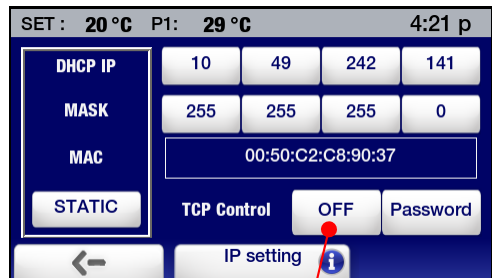 SET : 20 °C P1: 29 °C 4:21 p
DHCP IP 10 49 242 141
MASK 255 255 255 0
MAC 00:50:C2:C8:90:37
STATIC TCP Control OFF Password
IP setting i